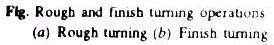 Fig. Rough and finish turning operations
(a) Rough turning (b) Finish turning